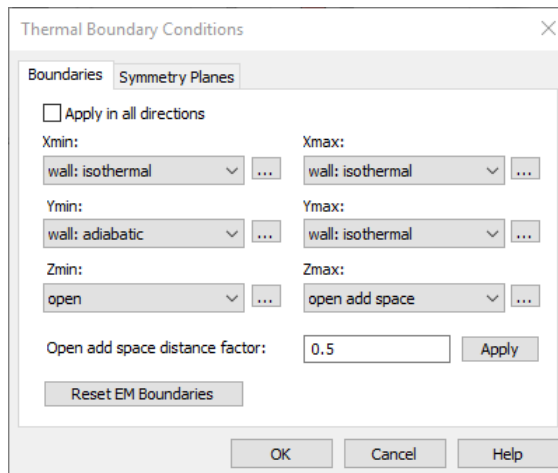 Thermal Boundary Conditions
Boundaries Symmetry Planes
Apply in all directions
Xmin: Xmax:
wall: isothermal ... wall: isothermal ...
Ymin: Ymax:
wall: adiabatic ... wall: isothermal ...
Zmin: Zmax:
open ... open add space ...
Open add space distance factor: 0.5 Apply
Reset EM Boundaries
OK Cancel Help